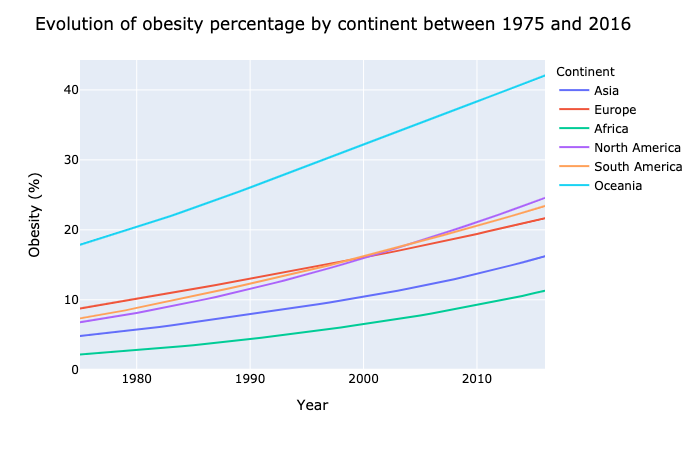 Evolution of obesity percentage by continent between 1975 and 2016
Continent
Asia
Europe
Africa
North America
South America
Oceania
Obesity (%)
40
30
20
10
0
1980
1990
2000
2010
Year